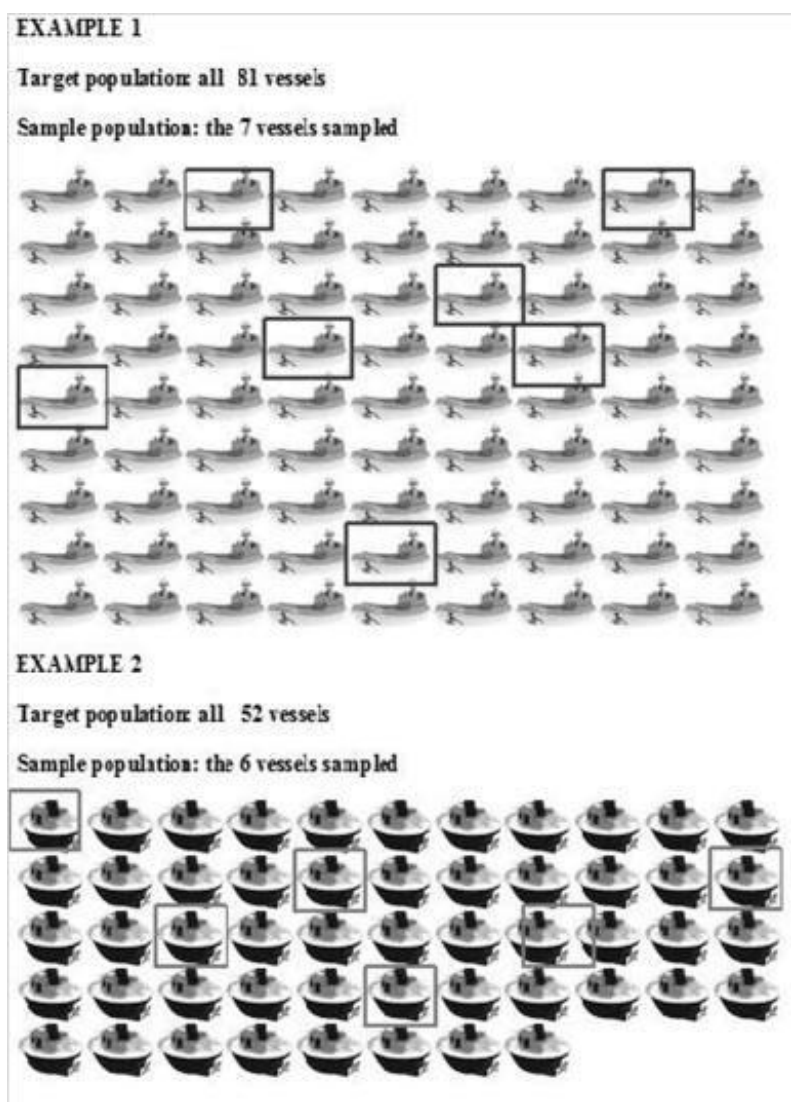 EXAMPLE 1
Target population: all 81 vessels
Sample population: the 7 vessels sampled
EXAMPLE 2
Target population: all 52 vessels
Sample population: the 6 vessels sampled